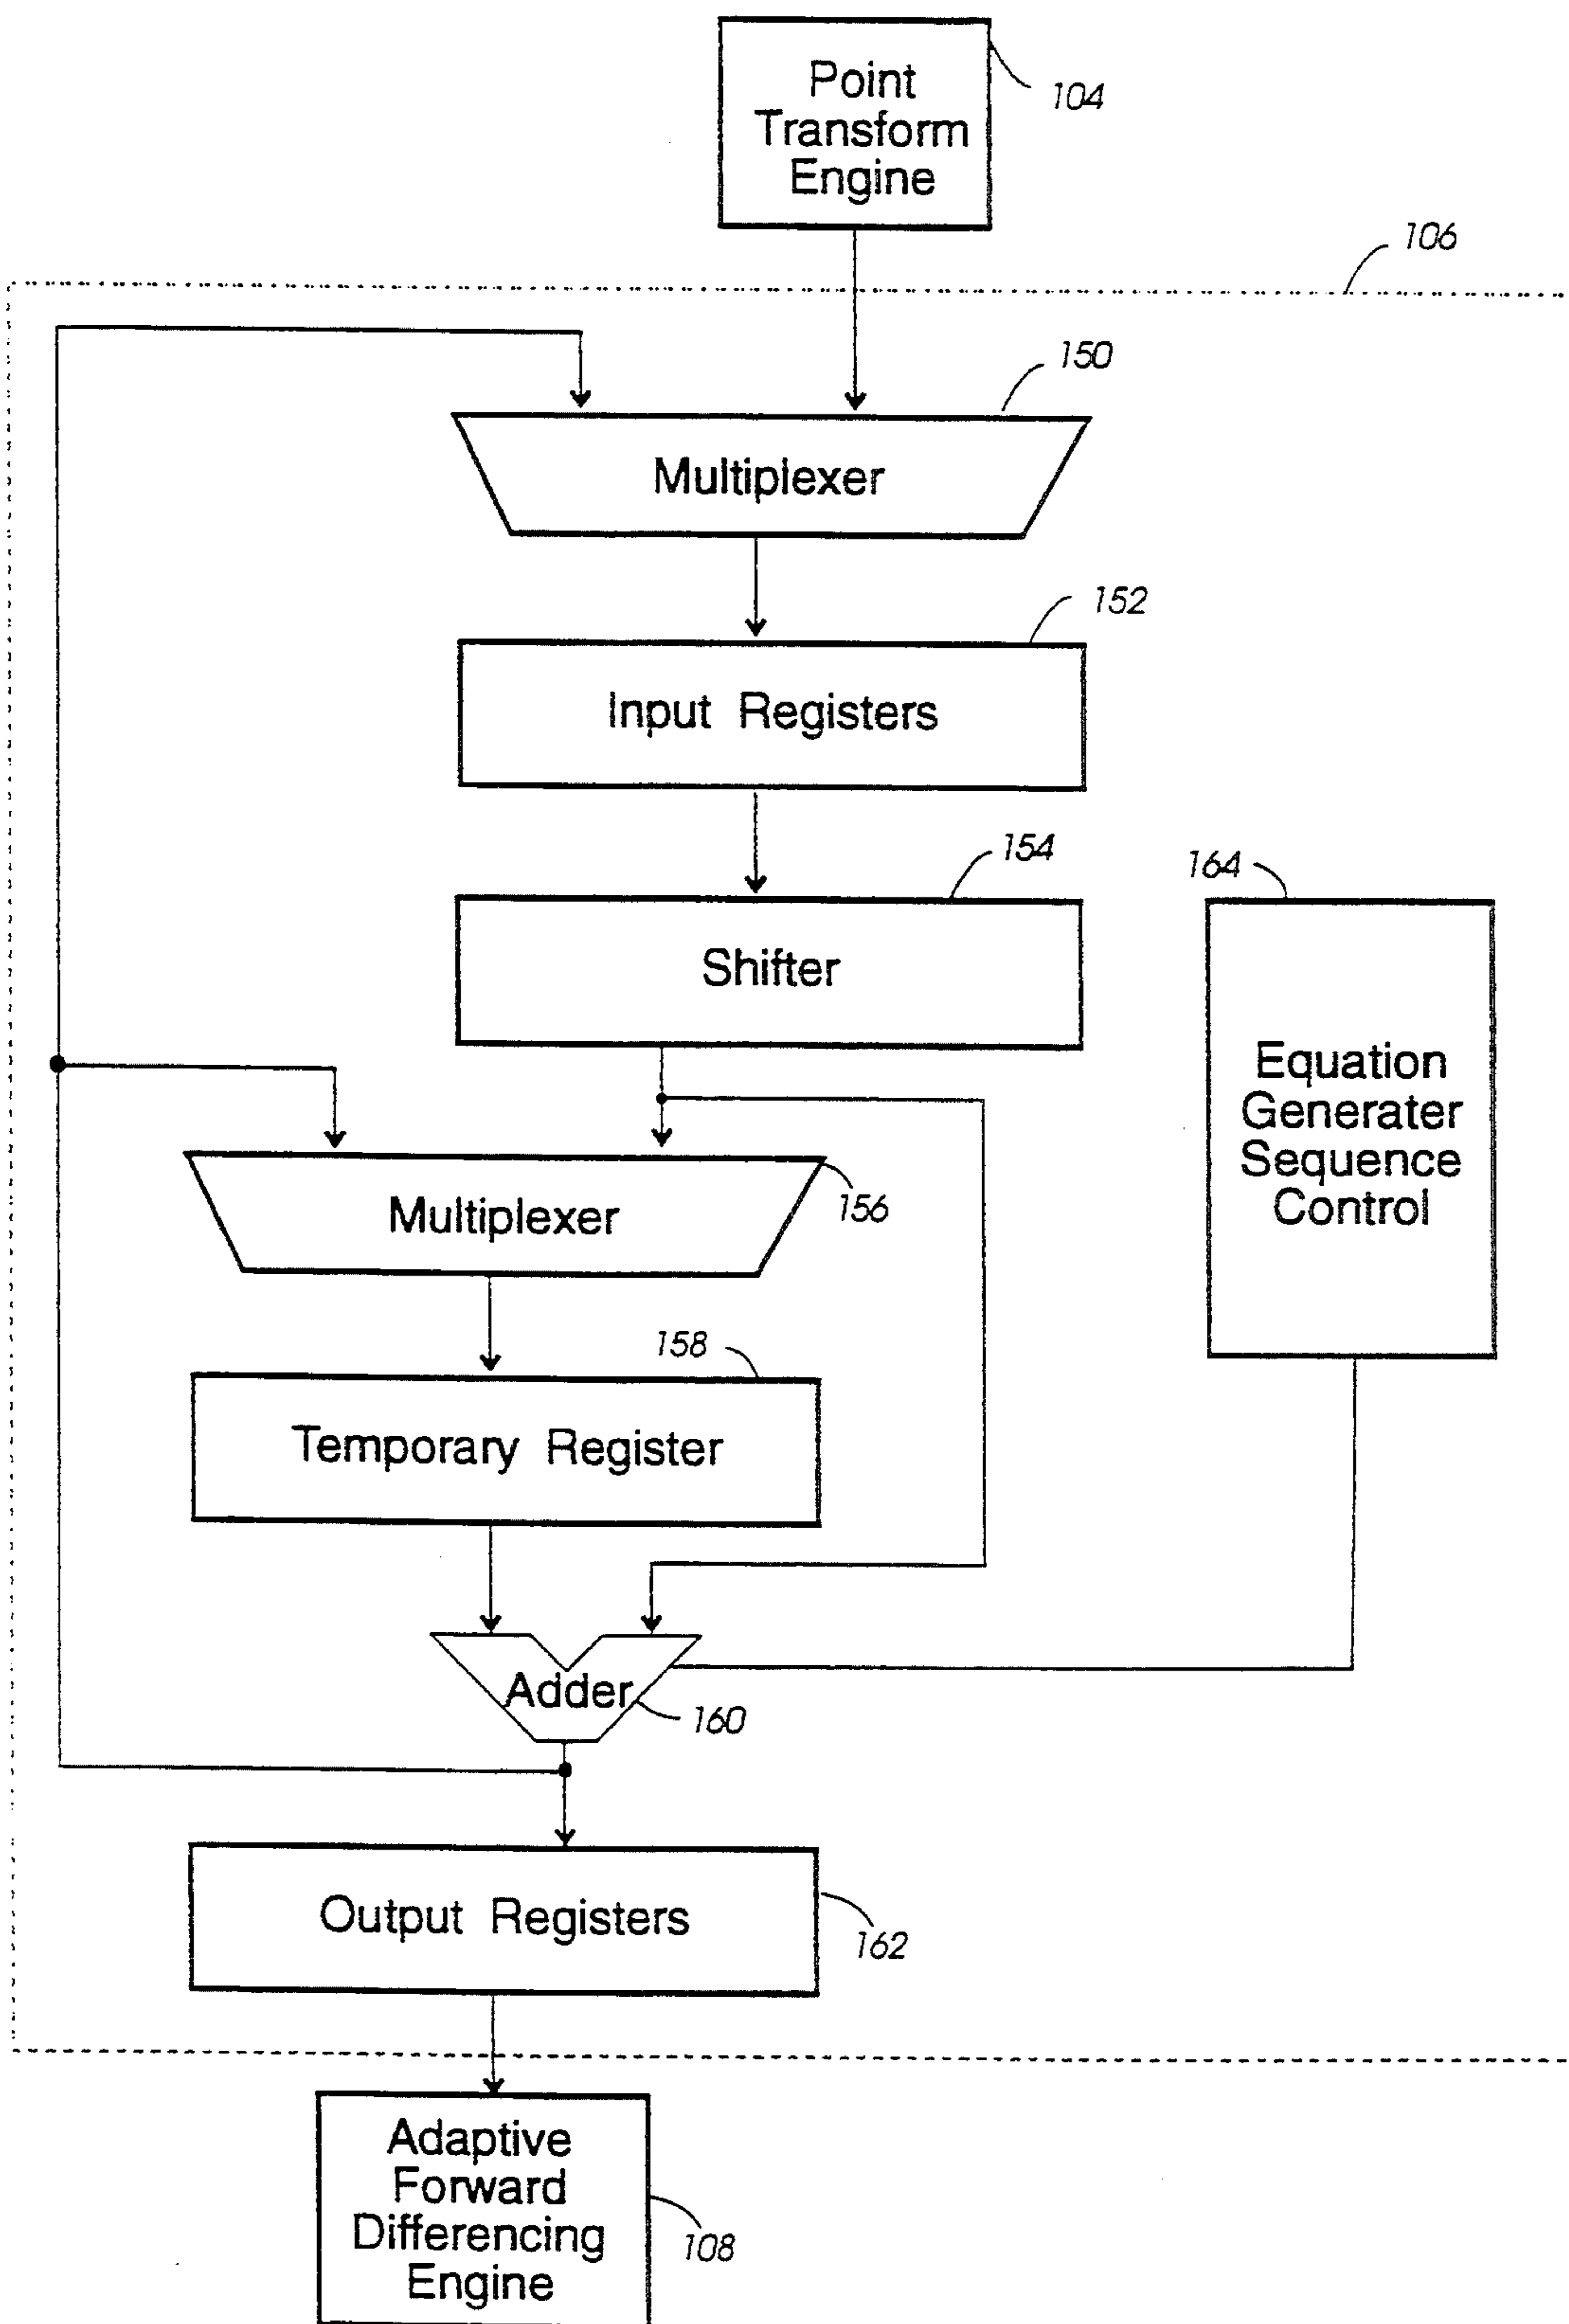 Point
Transform
Engine
104
106
150
Multiplexer
152
Input Registers
154
Shifter
164
Equation
Generater
Sequence
Control
Multiplexer
156
158
Temporary Register
Adder
160
Output Registers
162
Adaptive
Forward
Differencing
Engine
108